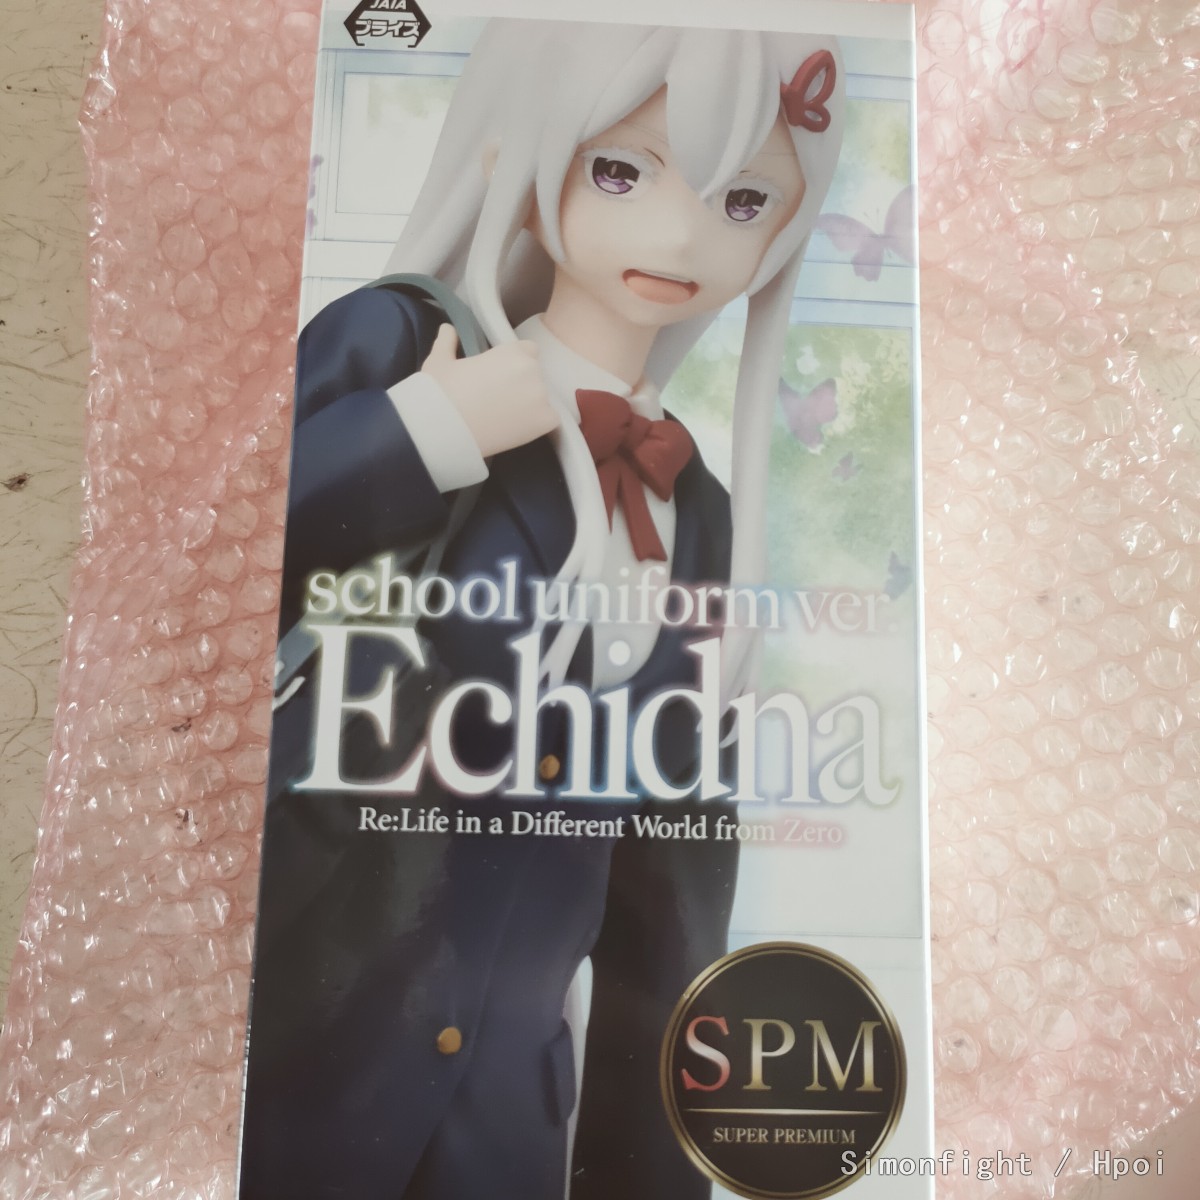 JAIA
プライズ
school uniform ver.
Echidna
Re:Life in a Different World from Zero
SPM
SUPER PREMIUM
Simonfight / Hpoi